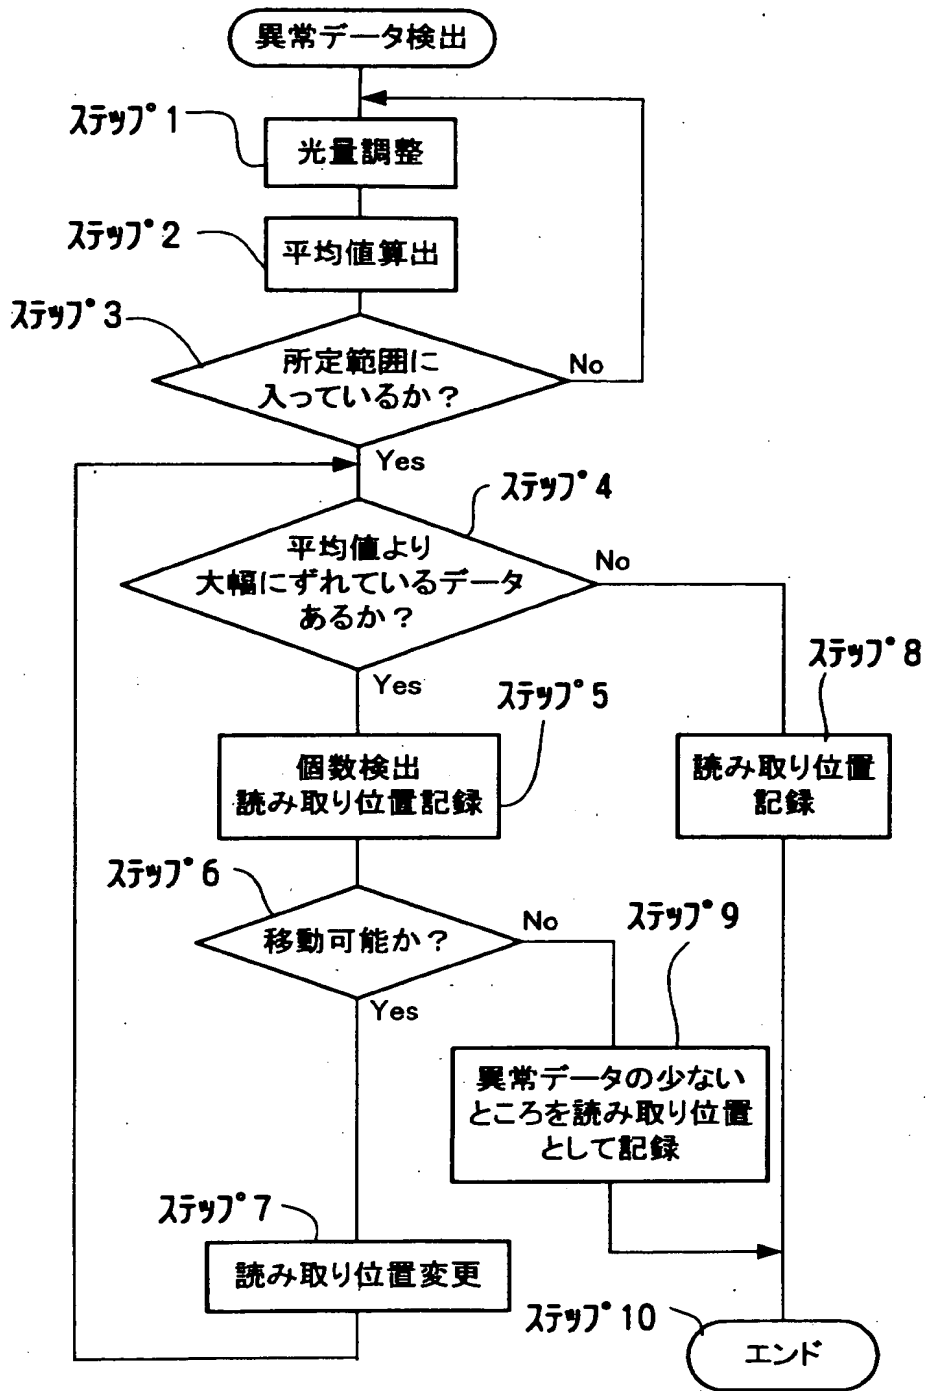 異常データ検出
ステップ1
光量調整
ステップ2
平均値算出
ステップ3
所定範囲に
入っているか？
No
Yes
ステップ4
平均値より
大幅にずれているデータ
あるか？
No
Yes
ステップ5
個数検出
読み取り位置記録
ステップ8
読み取り位置
記録
ステップ6
移動可能か？
No
Yes
ステップ9
異常データの少ない
ところを読み取り位置
として記録
ステップ7
読み取り位置変更
ステップ10
エンド